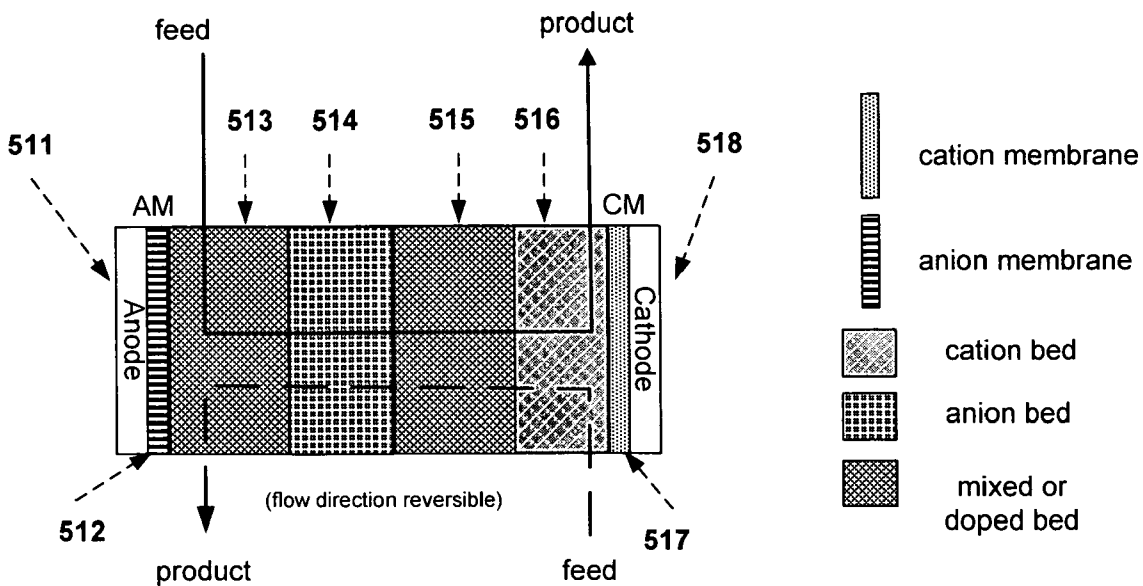 feed
product
513
514
515
516
511
518
AM
CM
Anode
Cathode
512
(flow direction reversible)
517
product
feed
cation membrane
anion membrane
cation bed
anion bed
mixed or
doped bed